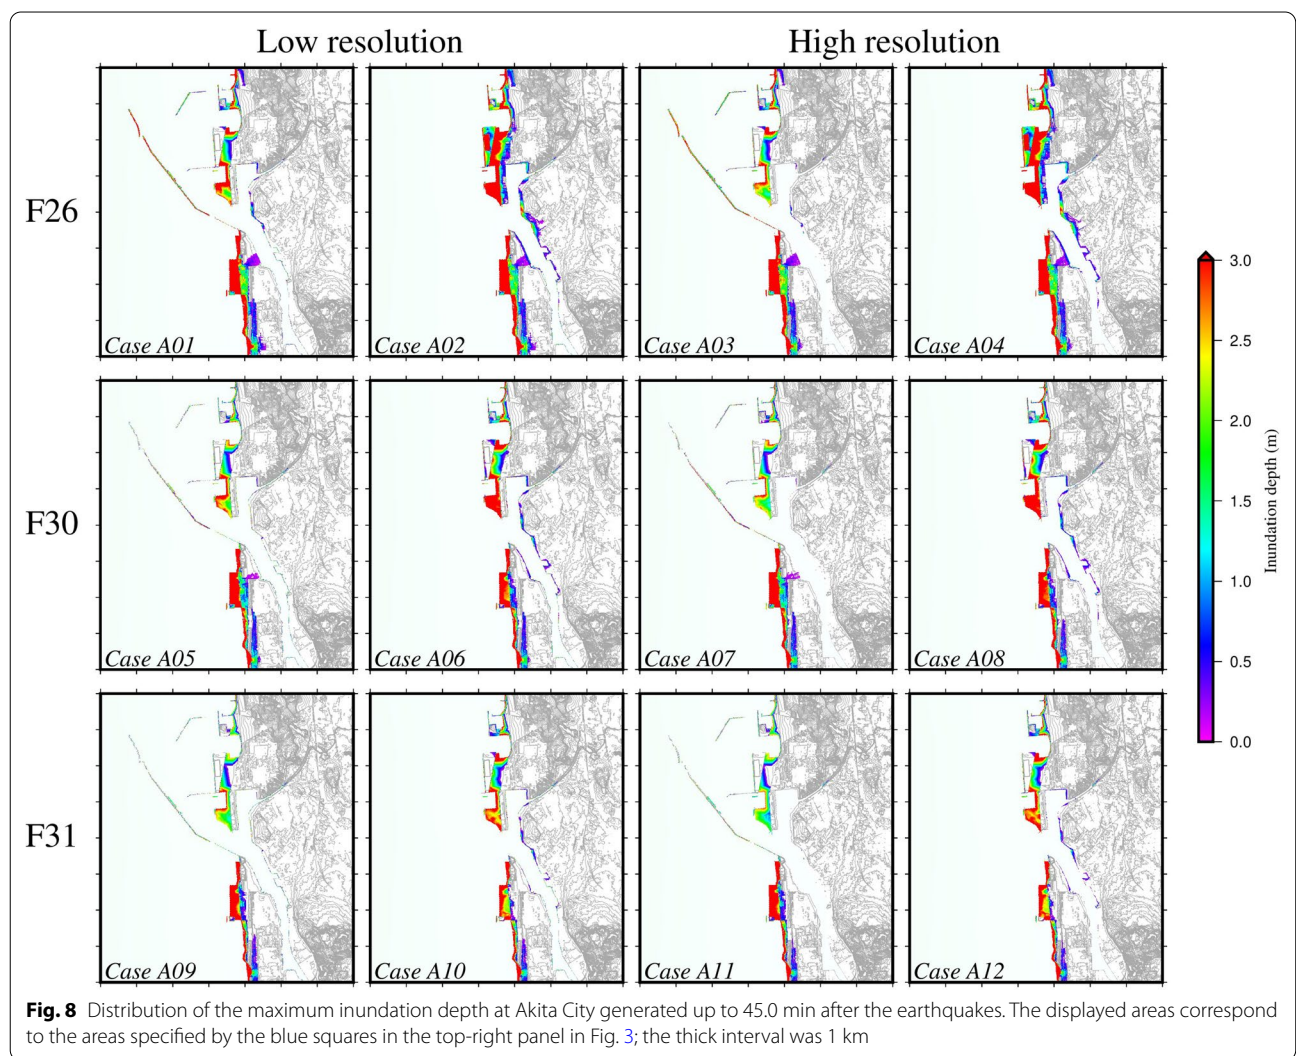 Low resolution
High resolution
F26
Case A01
Case A02
Case A03
Case A04
F30
Case A05
Case A06
Case A07
Case A08
F31
Case A09
Case A10
Case A11
Case A12
3.0
2.5
2.0
1.5
1.0
0.5
0.0
Inundation depth (m)
Fig. 8 Distribution of the maximum inundation depth at Akita City generated up to 45.0 min after the earthquakes. The displayed areas correspond
to the areas specified by the blue squares in the top-right panel in Fig. 3; the thick interval was 1 km